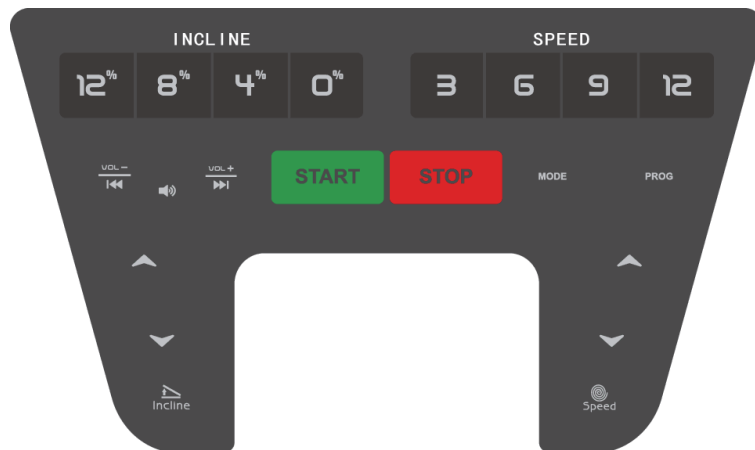 INCLINE SPEED
12% 8% 4% 0% 3 6 9 12
VOL- VOL+ START STOP MODE PROG
Incline Speed